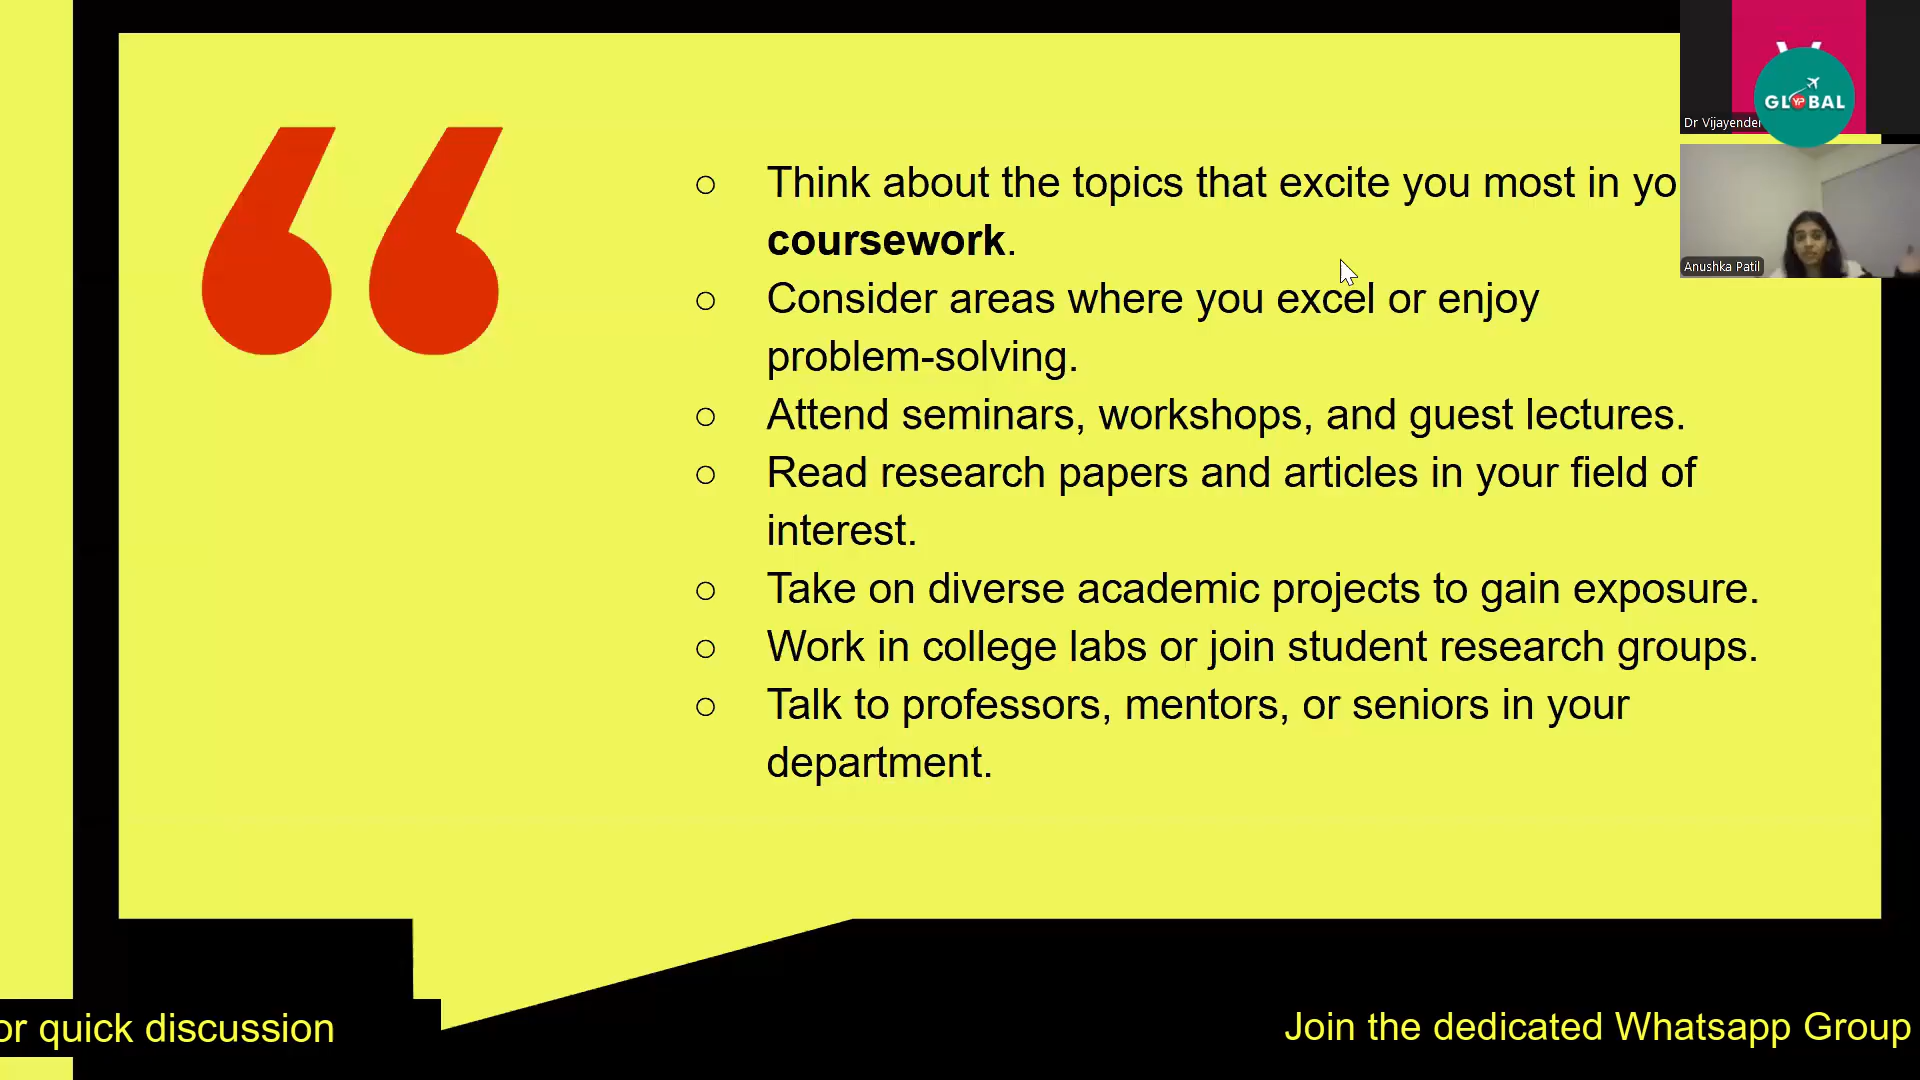 Think about the topics that excite you most in yo
coursework.
Consider areas where you excel or enjoy
problem-solving.
Attend seminars, workshops, and guest lectures.
Read research papers and articles in your field of
interest.
Take on diverse academic projects to gain exposure.
Work in college labs or join student research groups.
Talk to professors, mentors, or seniors in your
department.
GLOBAL
YP
Dr Vijayender
Anushka Patil
or quick discussion
Join the dedicated Whatsapp Group